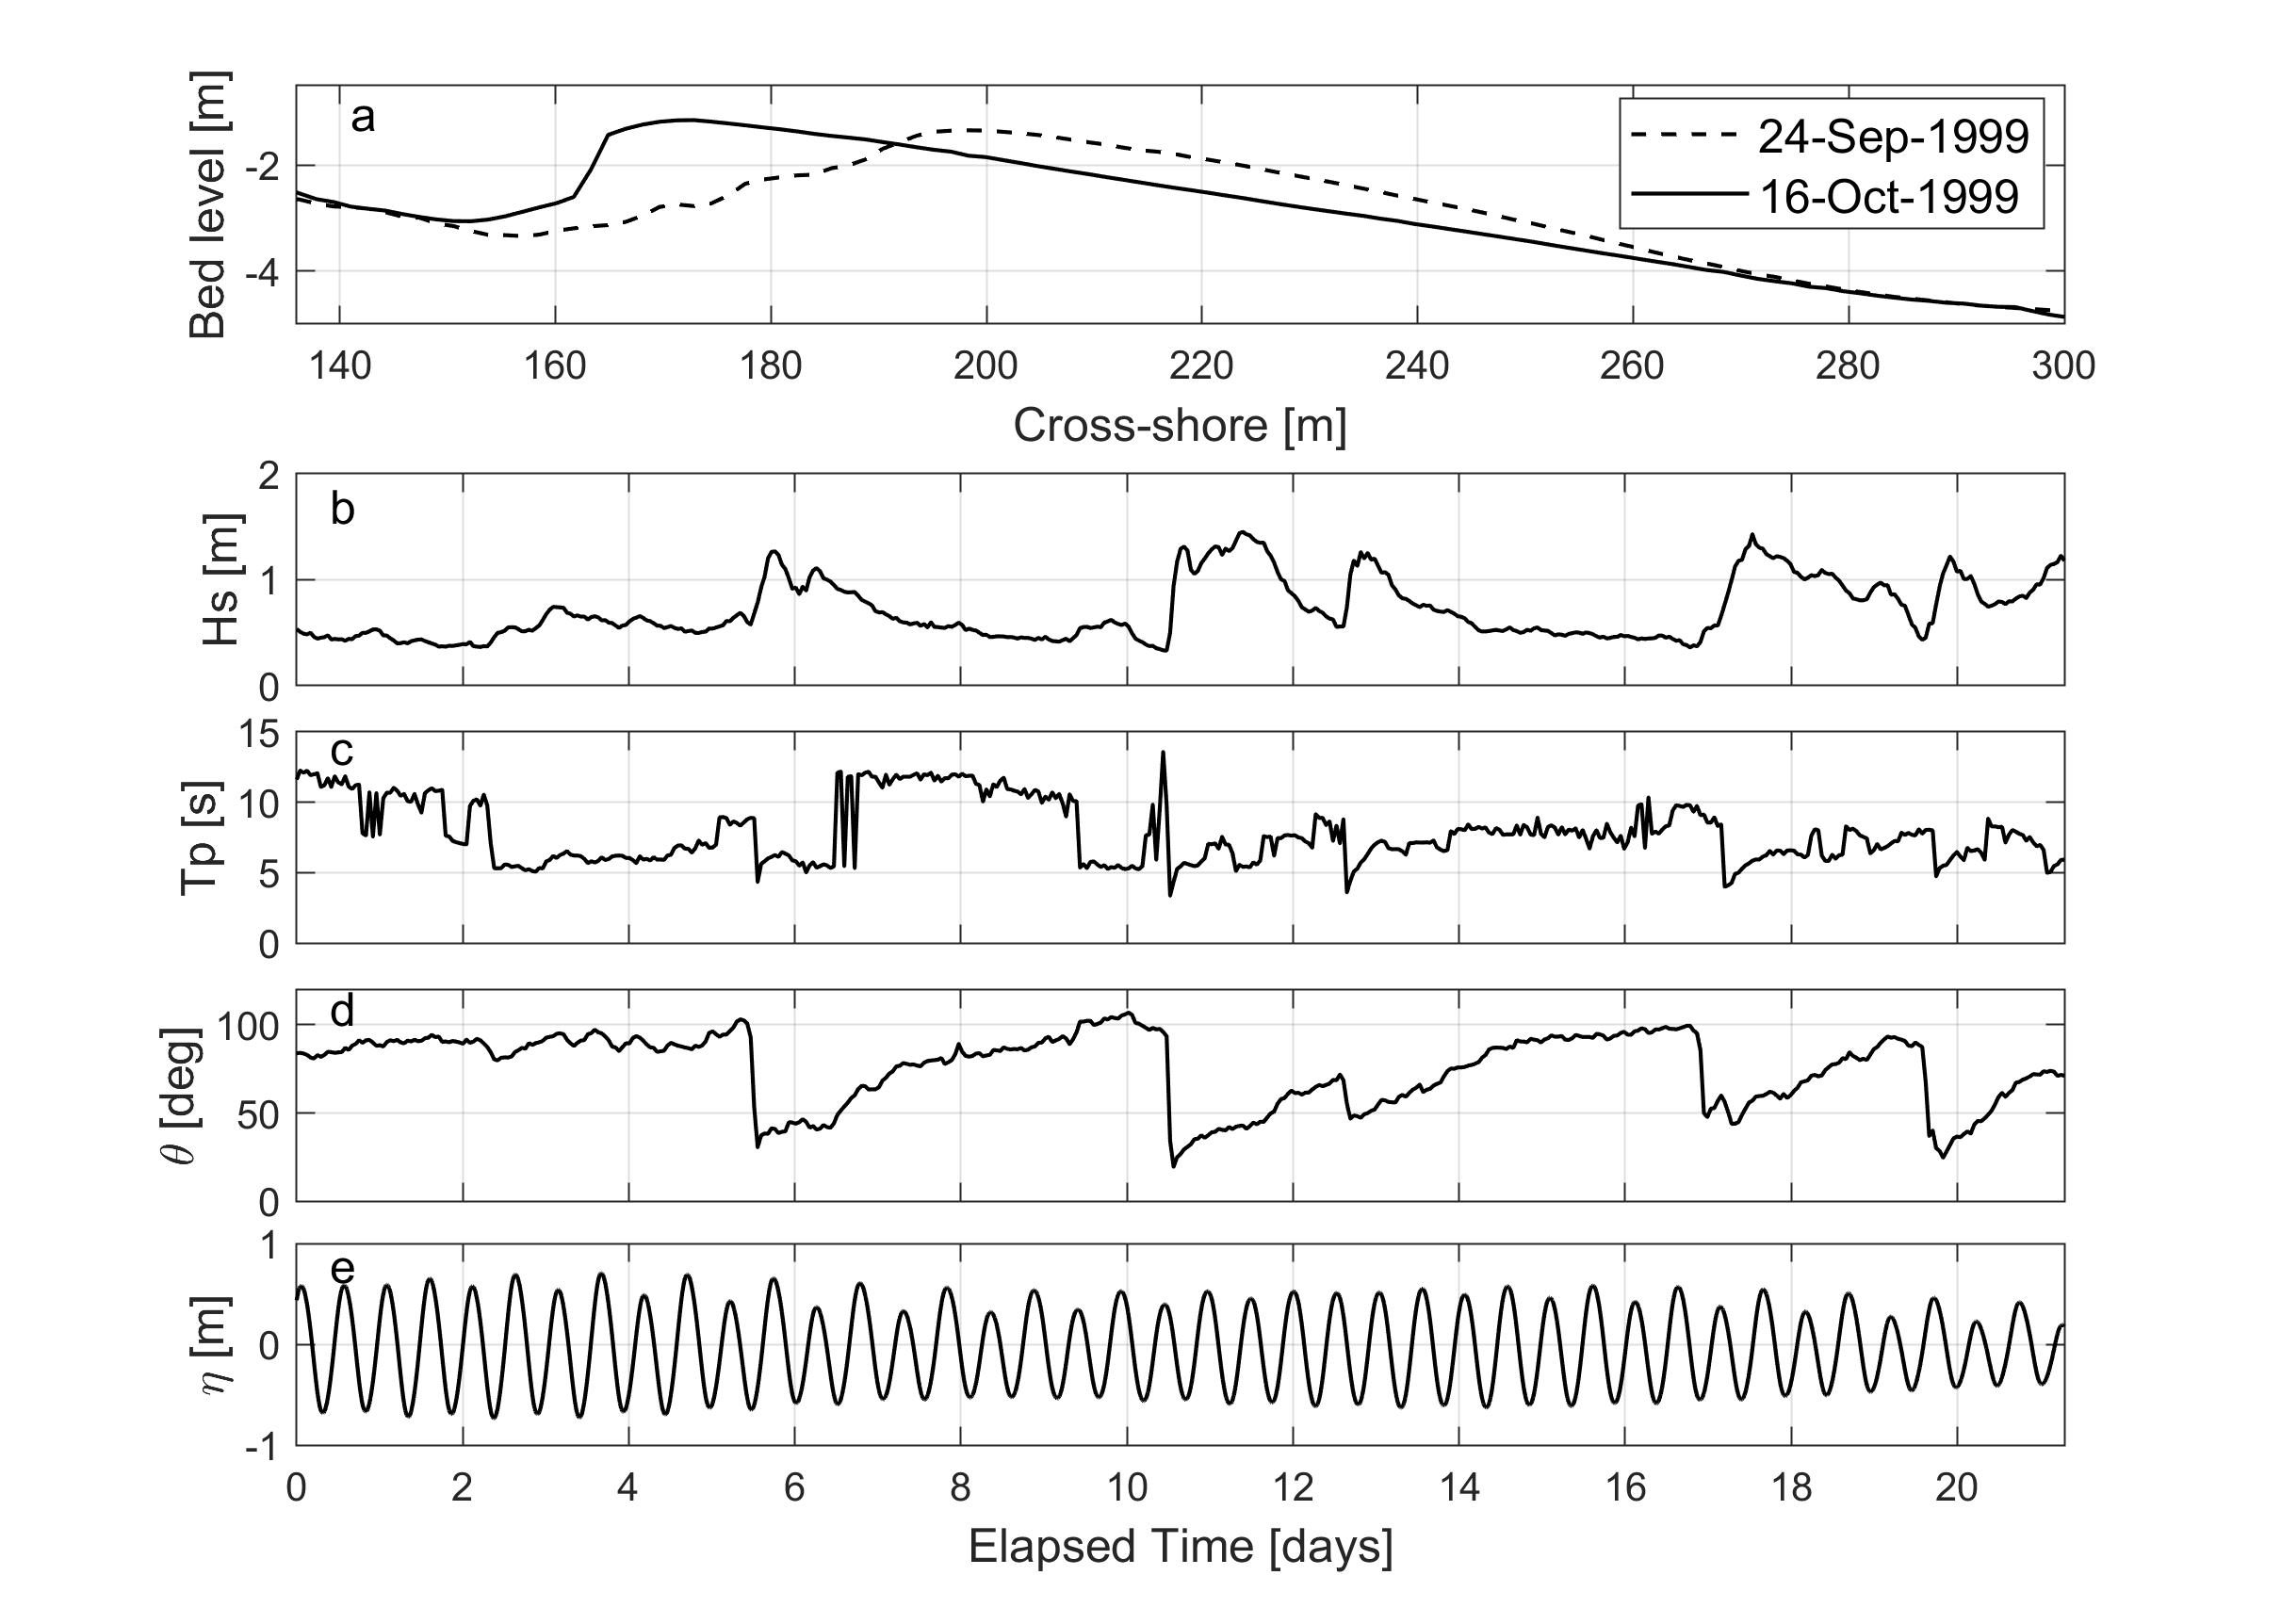 a
24-Sep-1999
16-Oct-1999
Bed level [m]
-2
-4
140 160 180 200 220 240 260 280 300
Cross-shore [m]
b
Hs [m]
2
1
0
c
Tp [s]
15
10
5
0
d
θ [deg]
100
50
0
e
η [m]
1
0
-1
0 2 4 6 8 10 12 14 16 18 20
Elapsed Time [days]